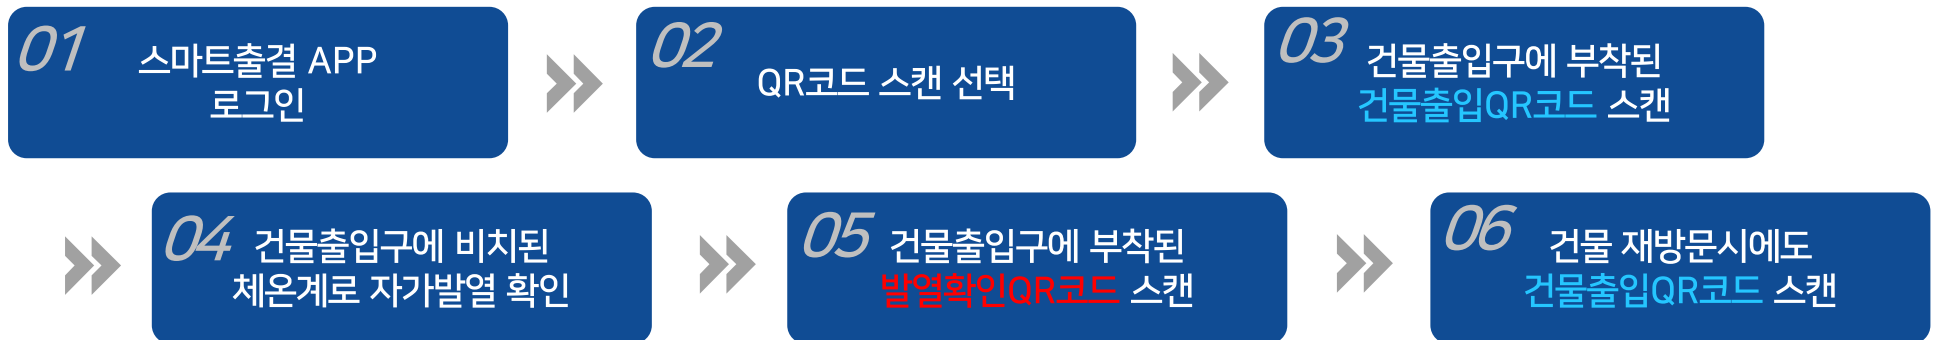 01
스마트출결 APP
로그인
02
QR코드 스캔 선택
03
건물출입구에 부착된
건물출입QR코드 스캔
04
건물출입구에 비치된
체온계로 자가발열 확인
05
건물출입구에 부착된
발열확인QR코드 스캔
06
건물 재방문시에도
건물출입QR코드 스캔